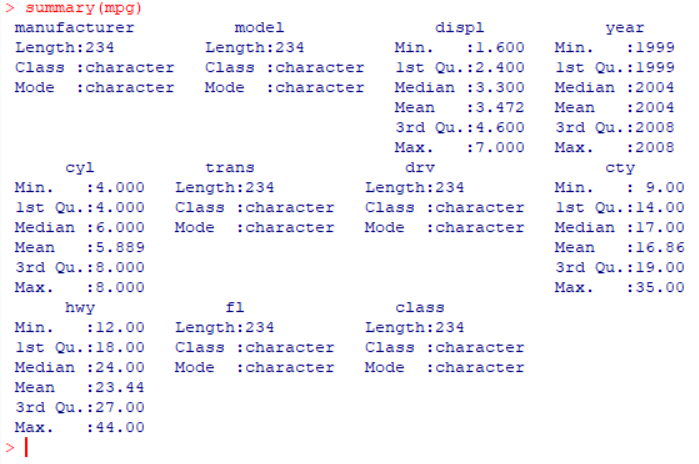 > summary(mpg)
 manufacturer          model               displ            year     
 Length:234         Length:234         Min.   :1.600   Min.   :1999  
 Class :character   Class :character   1st Qu.:2.400   1st Qu.:1999  
 Mode  :character   Mode  :character   Median :3.300   Median :2004  
                                       Mean   :3.472   Mean   :2004  
                                       3rd Qu.:4.600   3rd Qu.:2008  
                                       Max.   :7.000   Max.   :2008  
      cyl           trans               drv                 cty       
 Min.   :4.000   Length:234         Length:234         Min.   : 9.00  
 1st Qu.:4.000   Class :character   Class :character   1st Qu.:14.00  
 Median :6.000   Mode  :character   Mode  :character   Median :17.00  
 Mean   :5.889                                         Mean   :16.86  
 3rd Qu.:8.000                                         3rd Qu.:19.00  
 Max.   :8.000                                         Max.   :35.00  
      hwy             fl               class          
 Min.   :12.00   Length:234         Length:234        
 1st Qu.:18.00   Class :character   Class :character  
 Median :24.00   Mode  :character   Mode  :character  
 Mean   :23.44                                        
 3rd Qu.:27.00                                        
 Max.   :44.00                                        
>